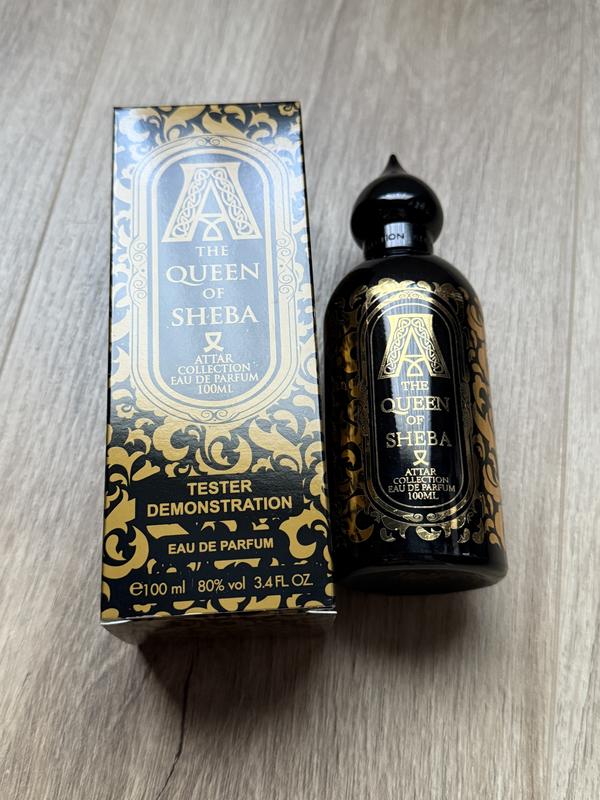 A
THE
QUEEN
OF
SHEBA
ATTAR
COLLECTION
EAU DE PARFUM
100ML
TESTER
DEMONSTRATION
EAU DE PARFUM
℮100 ml 80% vol 3.4 FL OZ.
A
THE
QUEEN
OF
SHEBA
ATTAR
COLLECTION
EAU DE PARFUM
100ML